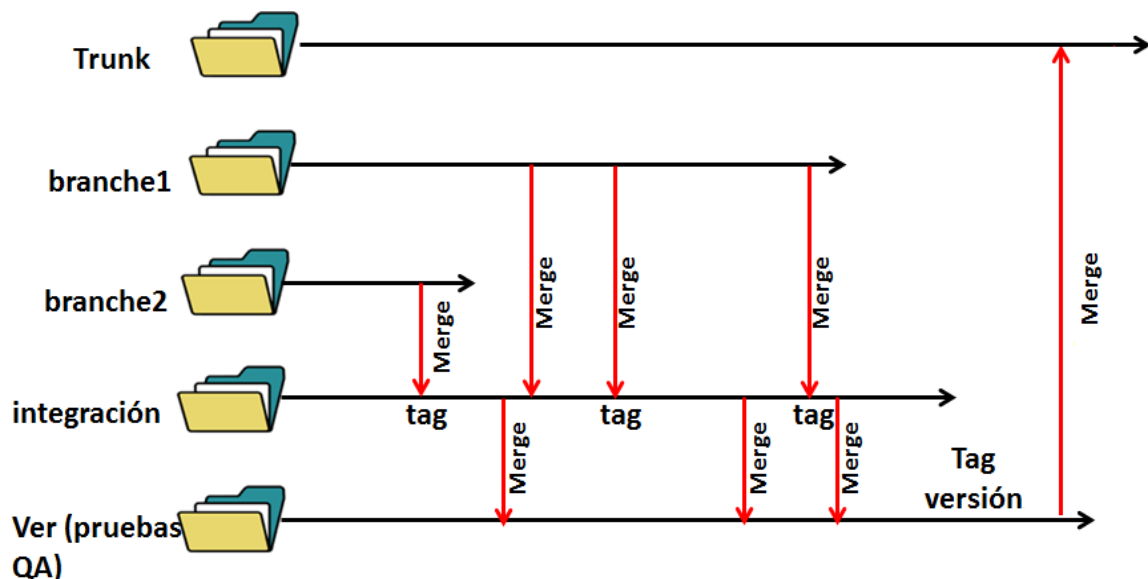 Trunk
branche1
branche2
Merge
Merge
Merge
Merge
Merge
integración
tag
tag
tag
Merge
Merge
Merge
Tag
versión
Ver (pruebas
QA)